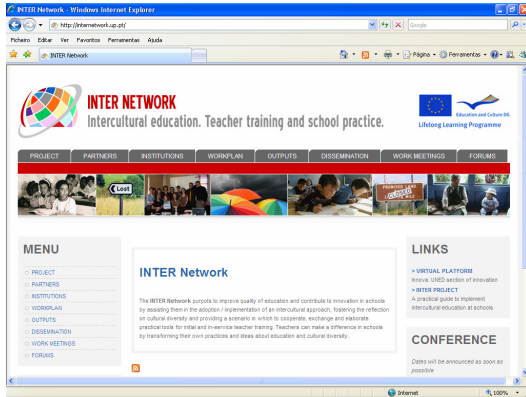 INTER Network - Windows Internet Explorer
http://internetwork.up.pt/
Google
Ficheiro Editar Ver Favoritos Ferramentas Ajuda
INTER Network
Página Ferramentas
INTER NETWORK
Intercultural education. Teacher training and school practice.
Education and Culture DG
Lifelong Learning Programme
PROJECT PARTNERS INSTITUTIONS WORKPLAN OUTPUTS DISSEMINATION WORK MEETINGS FORUMS
Lost
PROMISED LAND
CLOSED
MENU
PROJECT
PARTNERS
INSTITUTIONS
WORKPLAN
OUTPUTS
DISSEMINATION
WORK MEETINGS
FORUMS
INTER Network
The INTER Network purpots to improve quality of education and contribute to innovation in schools
by assisting them in the adoption / implementation of an intercultural approach, fostering the reflection
on cultural diversity and providing a scenario in which to cooperate, exchange and elaborate
practical tools for initial and in-service teacher training. Teachers can make a difference in schools
by transforming their own practices and ideas about education and cultural diversity.
LINKS
> VIRTUAL PLATFORM
Innova: UNED section of innovation
> INTER PROJECT
A practical guide to implement
intercultural education at schools.
CONFERENCE
Dates will be announced as soon as
possible
Internet
100%